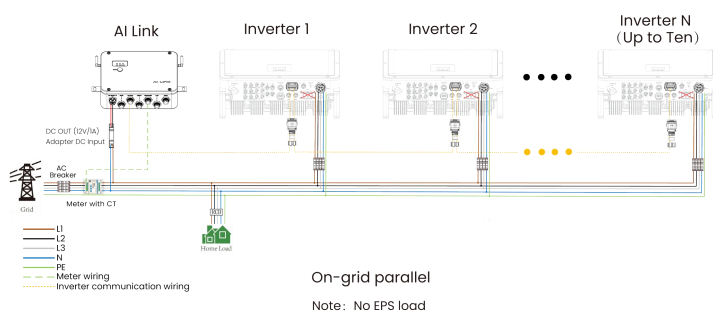 AI Link
Inverter 1
Inverter 2
Inverter N
（Up to Ten）
DC OUT (12V/1A)
Adapter DC Input
AC
Breaker
Grid
Meter with CT
Home Load
L1
L2
L3
N
PE
Meter wiring
Inverter communication wiring
On-grid parallel
Note：No EPS load